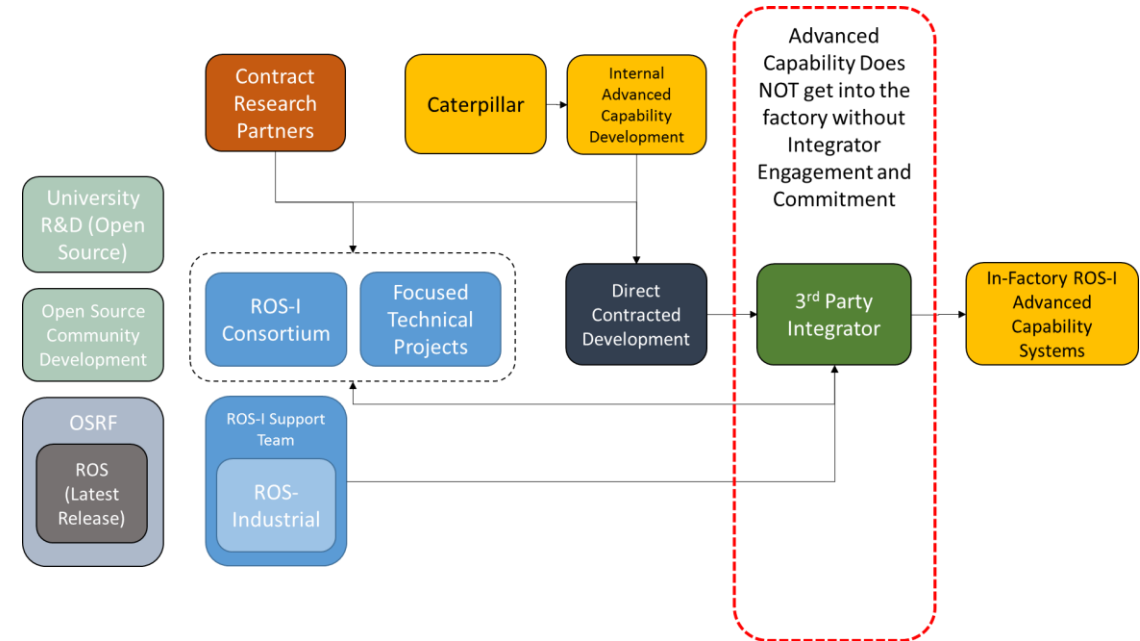 Contract
Research
Partners
Caterpillar
Internal
Advanced
Capability
Development
Advanced
Capability Does
NOT get into the
factory without
Integrator
Engagement and
Commitment
University
R&D (Open
Source)
Open Source
Community
Development
ROS-I
Consortium
Focused
Technical
Projects
Direct
Contracted
Development
3rd Party
Integrator
In-Factory ROS-I
Advanced
Capability
Systems
OSRF
ROS
(Latest
Release)
ROS-I Support
Team
ROS-
Industrial